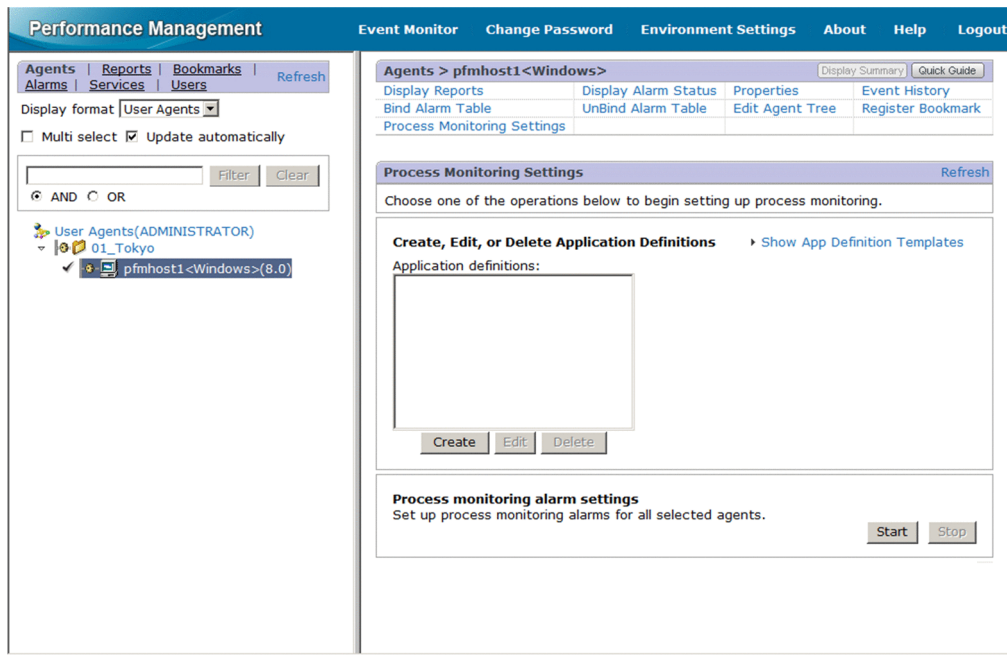 Performance Management
Event Monitor Change Password Environment Settings About Help Logout
Agents | Reports | Bookmarks |
Alarms | Services | Users
Refresh
Display format User Agents
Multi select Update automatically
Filter Clear
AND OR
User Agents(ADMINISTRATOR)
01_Tokyo
pfmhost1<Windows>(8.0)
Agents > pfmhost1<Windows>
Display Summary Quick Guide
Display Reports Display Alarm Status Properties Event History
Bind Alarm Table UnBind Alarm Table Edit Agent Tree Register Bookmark
Process Monitoring Settings
Process Monitoring Settings Refresh
Choose one of the operations below to begin setting up process monitoring.
Create, Edit, or Delete Application Definitions Show App Definition Templates
Application definitions:
Create Edit Delete
Process monitoring alarm settings
Set up process monitoring alarms for all selected agents.
Start Stop